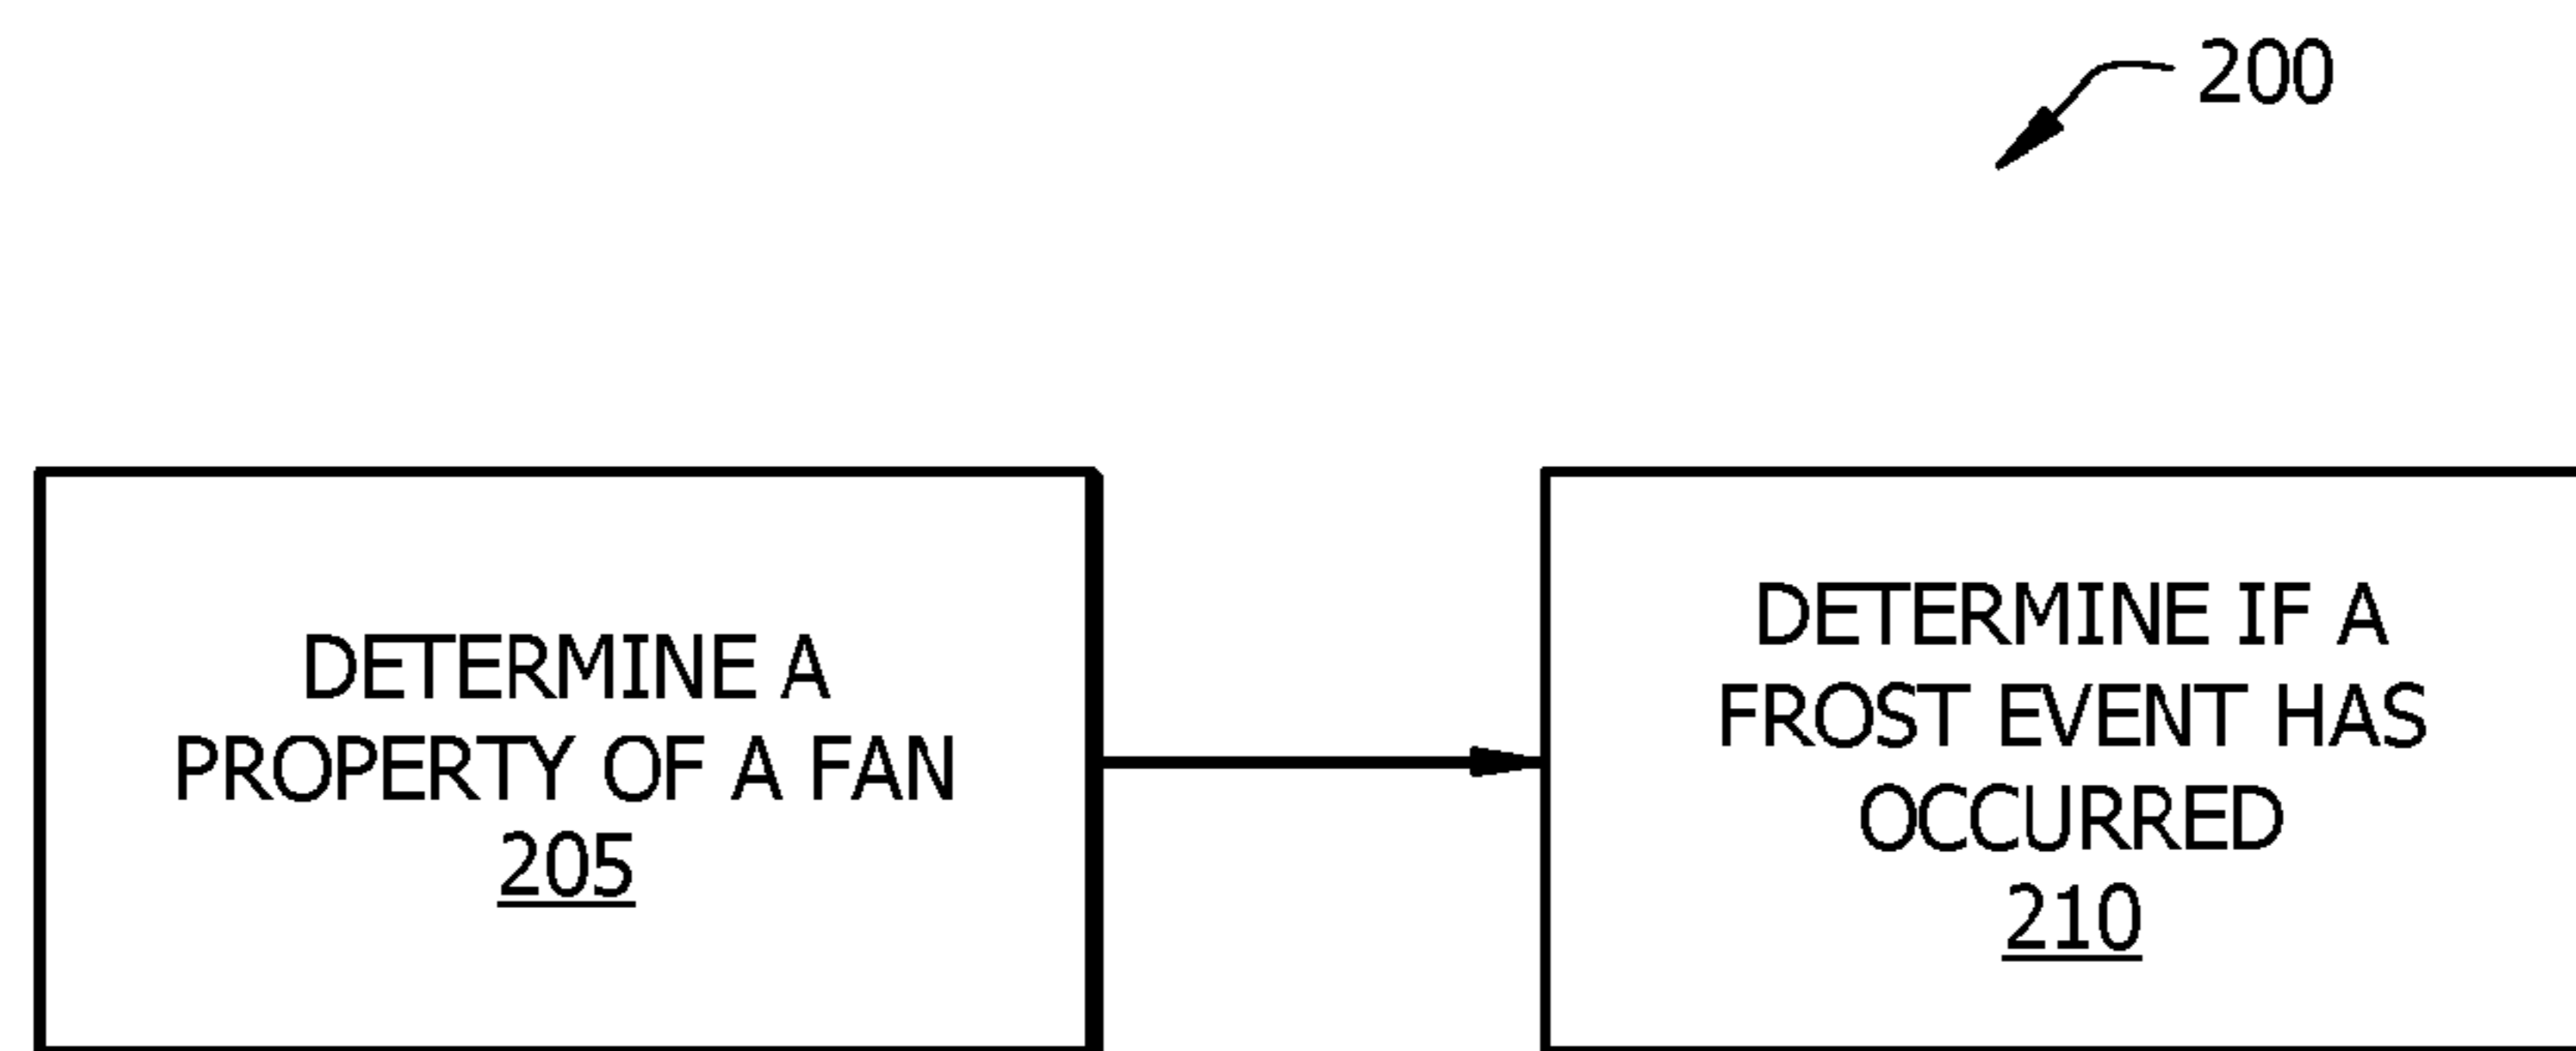 200
DETERMINE A
PROPERTY OF A FAN
205
DETERMINE IF A
FROST EVENT HAS
OCCURRED
210